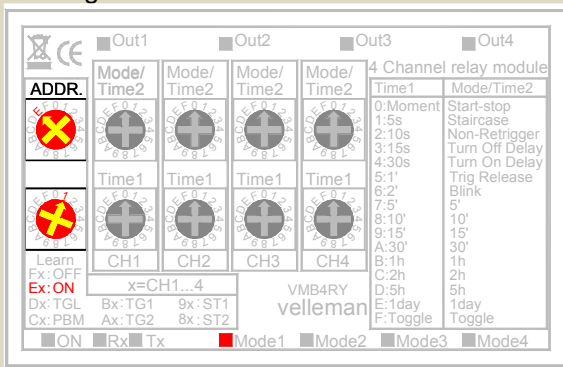 Out1 Out2 Out3 Out4
4 Channel relay module
ADDR.
Mode/ Time2
Mode/ Time2
Mode/ Time2
Mode/ Time2
Time1 Mode/Time2
0:Moment Start-stop
1:5s Staircase
2:10s Non-Retrigger
3:15s Turn Off Delay
4:30s Turn On Delay
5:1' Trig Release
6:2' Blink
7:5' 5'
8:10' 10'
9:15' 15'
A:30' 30'
B:1h 1h
C:2h 2h
D:5h 5h
E:1day 1day
F:Toggle Toggle
Time1 Time1 Time1 Time1
CH1 CH2 CH3 CH4
Learn
Fx:OFF
Ex:ON
Dx:TGL
Cx:PBM
x=CH1...4
Bx:TG1 9x:ST1
Ax:TG2 8x:ST2
VMB4RY
velleman
ON Rx Tx Mode1 Mode2 Mode3 Mode4